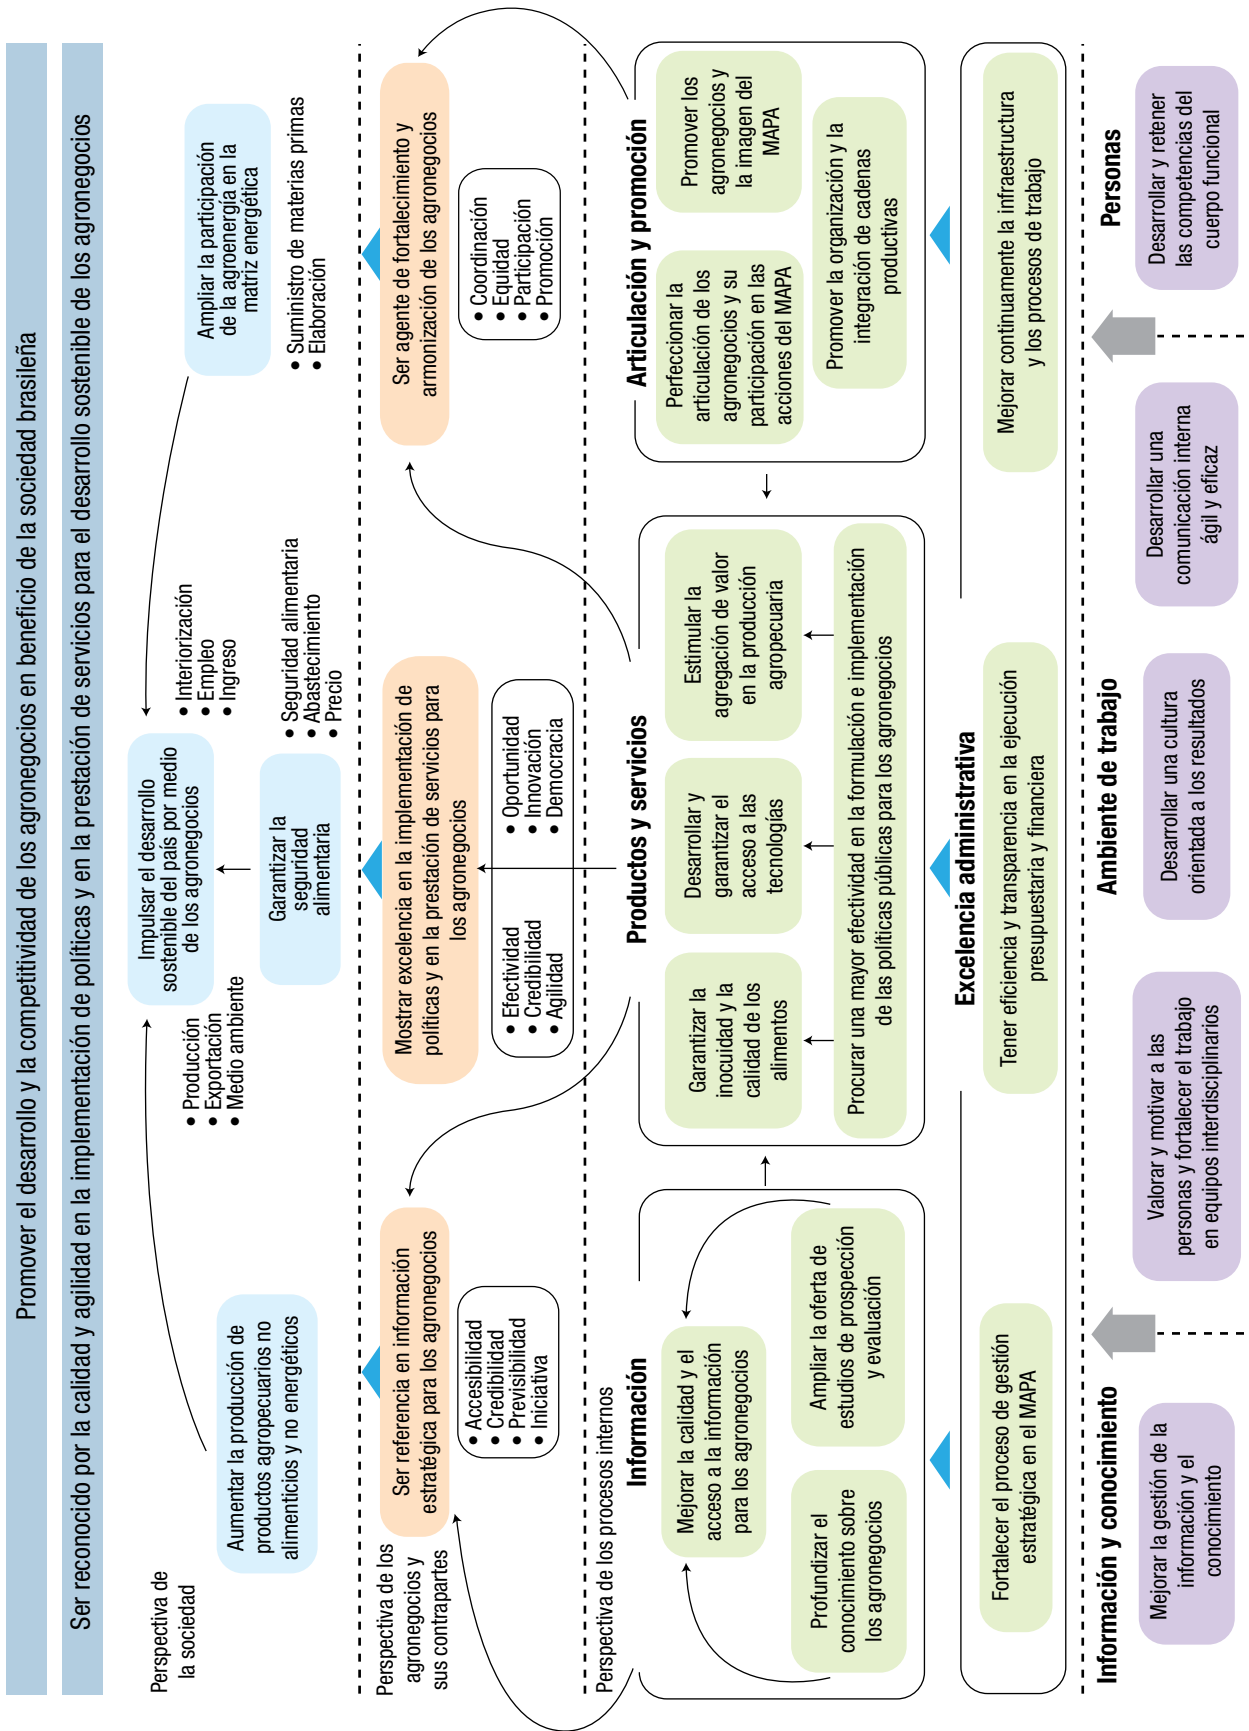 Promover el desarrollo y la competitividad de los agronegocios en beneficio de la sociedad brasileña
Ser reconocido por la calidad y agilidad en la implementación de políticas y en la prestación de servicios para el desarrollo sostenible de los agronegocios
Perspectiva de
la sociedad
Aumentar la producción de
productos agropecuarios no
alimenticios y no energéticos
• Producción
• Exportación
• Medio ambiente
Impulsar el desarrollo
sostenible del país por medio
de los agronegocios
• Interiorización
• Empleo
• Ingreso
Garantizar la
seguridad
alimentaria
• Seguridad alimentaria
• Abastecimiento
• Precio
Ampliar la participación
de la agroenergía en la
matriz energética
• Suministro de materias primas
• Elaboración
Perspectiva de los
agronegocios y
sus contrapartes
Ser referencia en información
estratégica para los agronegocios
• Accesibilidad
• Credibilidad
• Previsibilidad
• Iniciativa
Mostrar excelencia en la implementación de
políticas y en la prestación de servicios para
los agronegocios
• Efectividad
• Credibilidad
• Agilidad
• Oportunidad
• Innovación
• Democracia
Ser agente de fortalecimiento y
armonización de los agronegocios
• Coordinación
• Equidad
• Participación
• Promoción
Perspectiva de los procesos internos
Información
Mejorar la calidad y el
acceso a la información
para los agronegocios
Profundizar el
conocimiento sobre
los agronegocios
Ampliar la oferta de
estudios de prospección
y evaluación
Productos y servicios
Garantizar la
inocuidad y la
calidad de los
alimentos
Desarrollar y
garantizar el
acceso a las
tecnologías
Estimular la
agregación de valor
en la producción
agropecuaria
Procurar una mayor efectividad en la formulación e implementación
de las políticas públicas para los agronegocios
Articulación y promoción
Perfeccionar la
articulación de los
agronegocios y su
participación en las
acciones del MAPA
Promover los
agronegocios y
la imagen del
MAPA
Promover la organización y la
integración de cadenas
productivas
Excelencia administrativa
Fortalecer el proceso de gestión
estratégica en el MAPA
Tener eficiencia y transparencia en la ejecución
presupuestaria y financiera
Mejorar continuamente la infraestructura
y los procesos de trabajo
Información y conocimiento
Mejorar la gestión de la
información y el
conocimiento
Ambiente de trabajo
Valorar y motivar a las
personas y fortalecer el trabajo
en equipos interdisciplinarios
Desarrollar una cultura
orientada a los resultados
Desarrollar una
comunicación interna
ágil y eficaz
Personas
Desarrollar y retener
las competencias del
cuerpo funcional